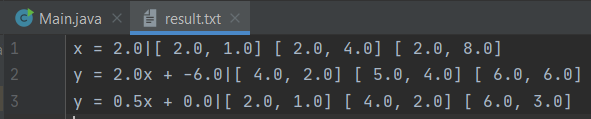 Main.java result.txt
1 x = 2.0|[ 2.0, 1.0] [ 2.0, 4.0] [ 2.0, 8.0]
2 y = 2.0x + -6.0|[ 4.0, 2.0] [ 5.0, 4.0] [ 6.0, 6.0]
3 y = 0.5x + 0.0|[ 2.0, 1.0] [ 4.0, 2.0] [ 6.0, 3.0]